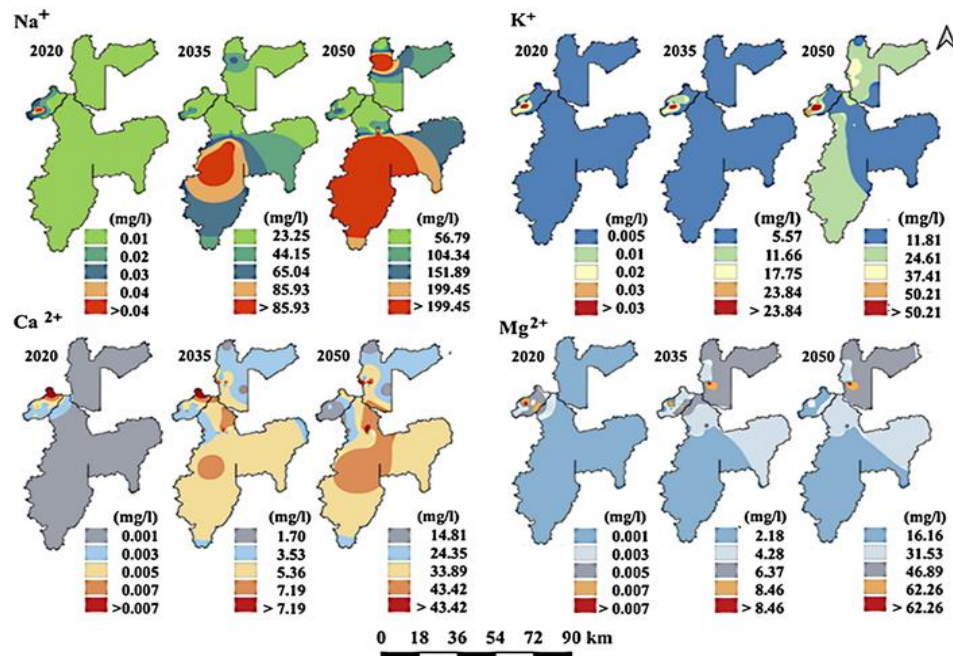 Na+
2020 2035 2050
(mg/l) (mg/l) (mg/l)
0.01 23.25 56.79
0.02 44.15 104.34
0.03 65.04 151.89
0.04 85.93 199.45
>0.04 > 85.93 > 199.45
K+
2020 2035 2050
(mg/l) (mg/l) (mg/l)
0.005 5.57 11.81
0.01 11.66 24.61
0.02 17.75 37.41
0.03 23.84 50.21
> 0.03 > 23.84 > 50.21
Ca 2+
2020 2035 2050
(mg/l) (mg/l) (mg/l)
0.001 1.70 14.81
0.003 3.53 24.35
0.005 5.36 33.89
0.007 7.19 43.42
>0.007 > 7.19 > 43.42
Mg2+
2020 2035 2050
(mg/l) (mg/l) (mg/l)
0.001 2.18 16.16
0.003 4.28 31.53
0.005 6.37 46.89
0.007 8.46 62.26
> 0.007 > 8.46 > 62.26
0 18 36 54 72 90 km